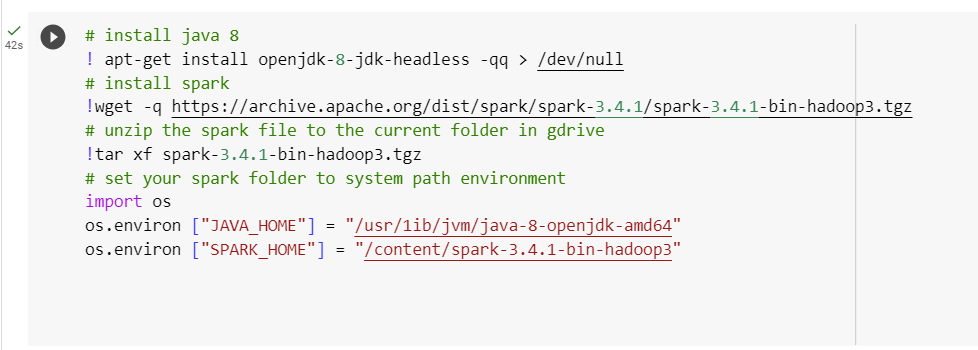 42s
# install java 8
! apt-get install openjdk-8-jdk-headless -qq > /dev/null
# install spark
!wget -q https://archive.apache.org/dist/spark/spark-3.4.1/spark-3.4.1-bin-hadoop3.tgz
# unzip the spark file to the current folder in gdrive
!tar xf spark-3.4.1-bin-hadoop3.tgz
# set your spark folder to system path environment
import os
os.environ ["JAVA_HOME"] = "/usr/1ib/jvm/java-8-openjdk-amd64"
os.environ ["SPARK_HOME"] = "/content/spark-3.4.1-bin-hadoop3"